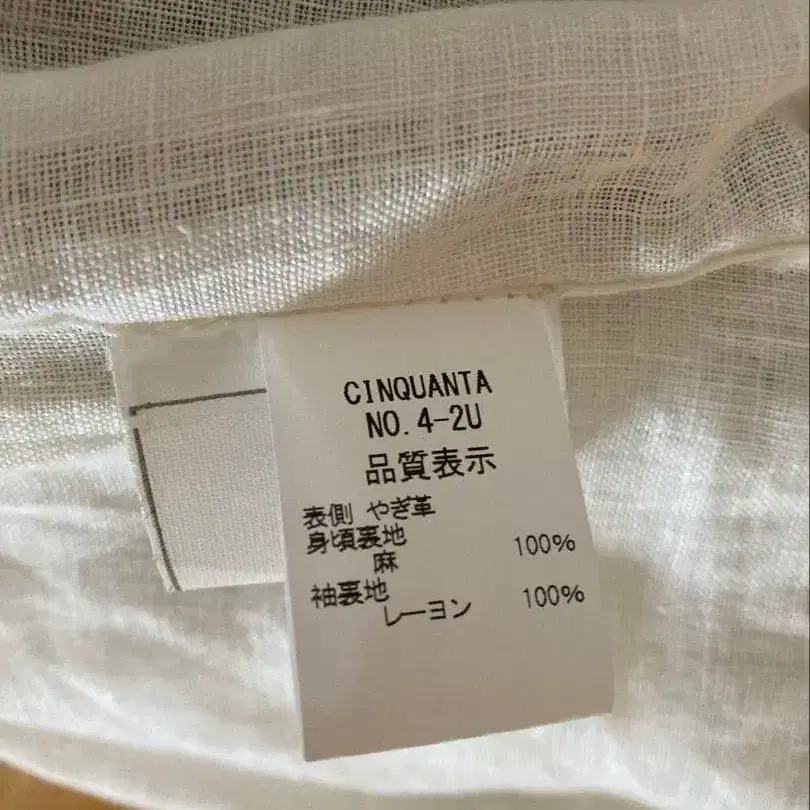 CINQUANTA
NO.4-2U
品質表示
表側 やぎ革
身頃裏地
麻 100%
袖裏地
レーヨン 100%